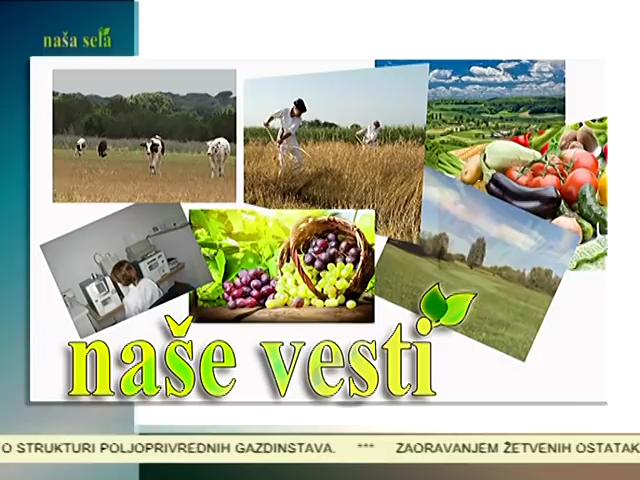 naša sela
naše vesti
O STRUKTURI POLJOPRIVREDNIH GAZDINSTAVA. *** ZAORAVANJEM ŽETVENIH OSTATAK